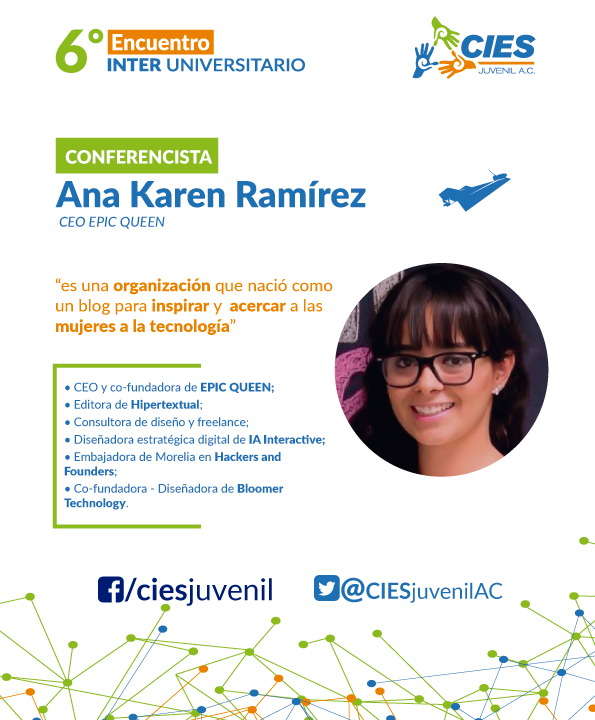 6° Encuentro
INTER UNIVERSITARIO
CIES
JUVENIL A.C.
CONFERENCISTA
Ana Karen Ramírez
CEO EPIC QUEEN
“es una organización que nació como
un blog para inspirar y acercar a las
mujeres a la tecnología”
• CEO y co-fundadora de EPIC QUEEN;
• Editora de Hipertextual;
• Consultora de diseño y freelance;
• Diseñadora estratégica digital de IA Interactive;
• Embajadora de Morelia en Hackers and
Founders;
• Co-fundadora - Diseñadora de Bloomer
Technology.
/ciesjuvenil
@CIESjuvenilAC